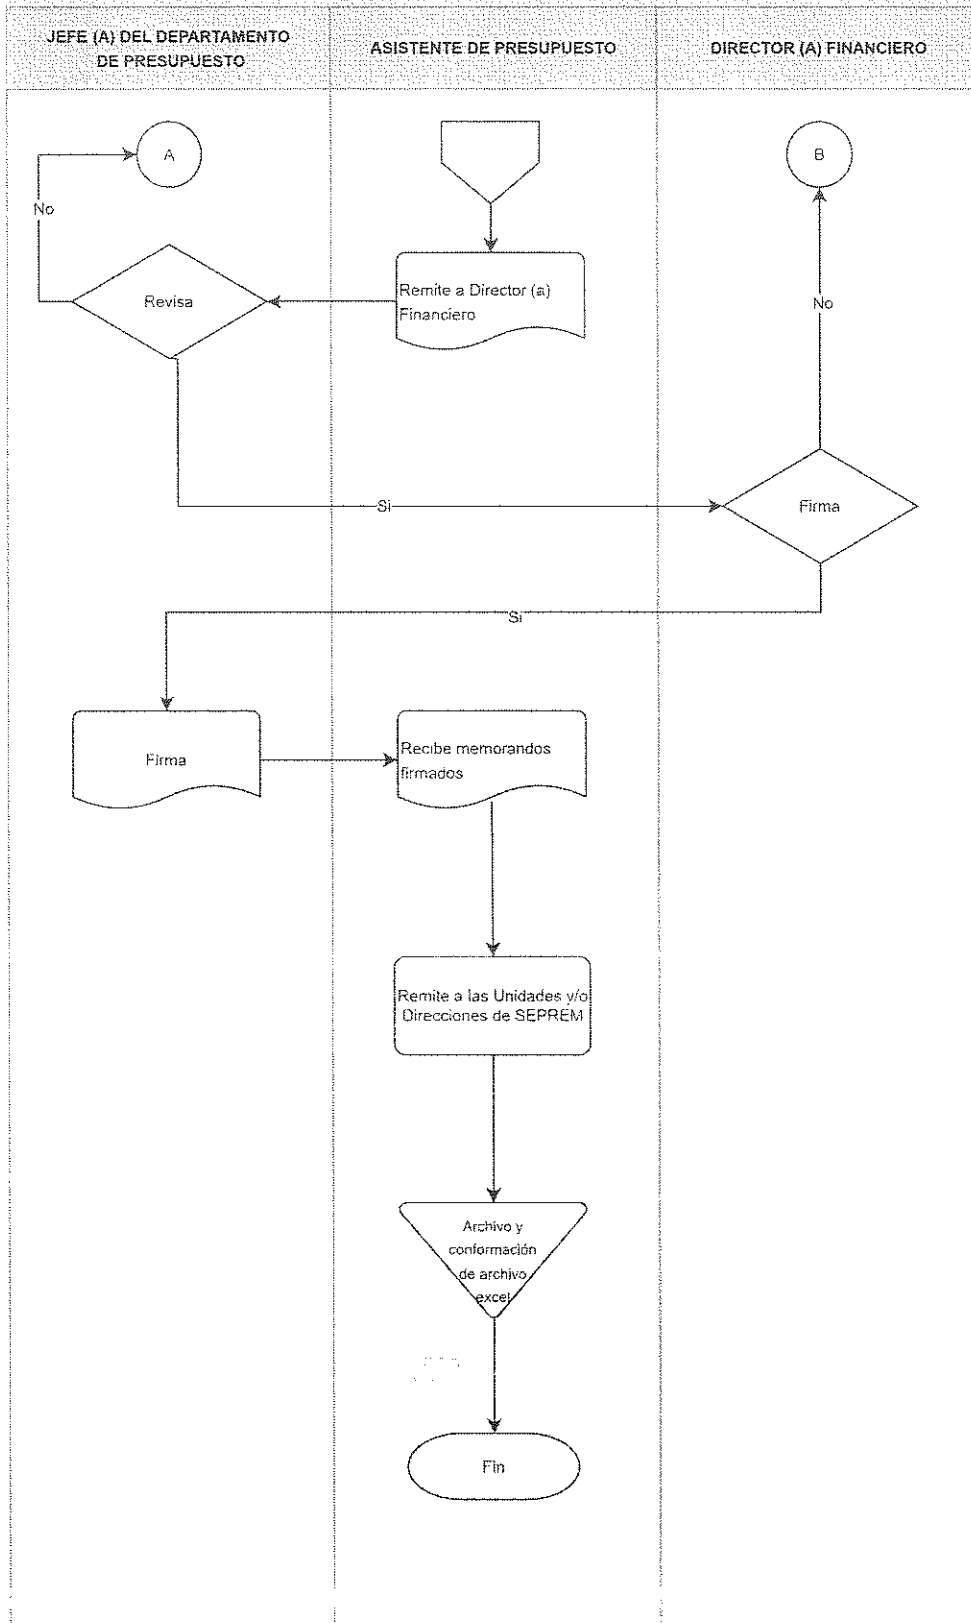 JEFE (A) DEL DEPARTAMENTO
DE PRESUPUESTO
ASISTENTE DE PRESUPUESTO
DIRECTOR (A) FINANCIERO
A
B
No
Remite a Director (a)
Financiero
Revisa
No
Si
Firma
Si
Firma
Recibe memorandos
firmados
Remite a las Unidades y/o
Direcciones de SEPREM
Archivo y
conformación
de archivo
excel
Fin